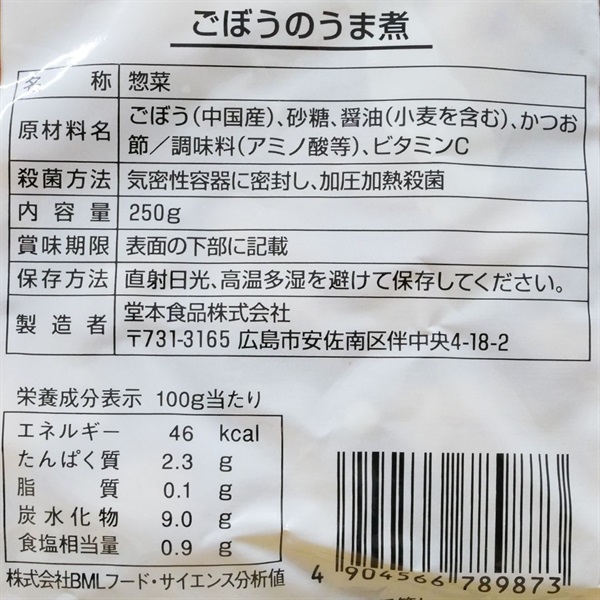 ごぼうのうま煮
名称 惣菜
原材料名 ごぼう(中国産)、砂糖、醤油(小麦を含む)、かつお
節／調味料(アミノ酸等)、ビタミンC
殺菌方法 気密性容器に密封し、加圧加熱殺菌
内容量 250g
賞味期限 表面の下部に記載
保存方法 直射日光、高温多湿を避けて保存してください。
製造者 堂本食品株式会社
〒731-3165 広島市安佐南区伴中央4-18-2
栄養成分表示 100g当たり
エネルギー 46 kcal
たんぱく質 2.3 g
脂質 0.1 g
炭水化物 9.0 g
食塩相当量 0.9 g
株式会社BMLフード・サイエンス分析値
4 904566 789873